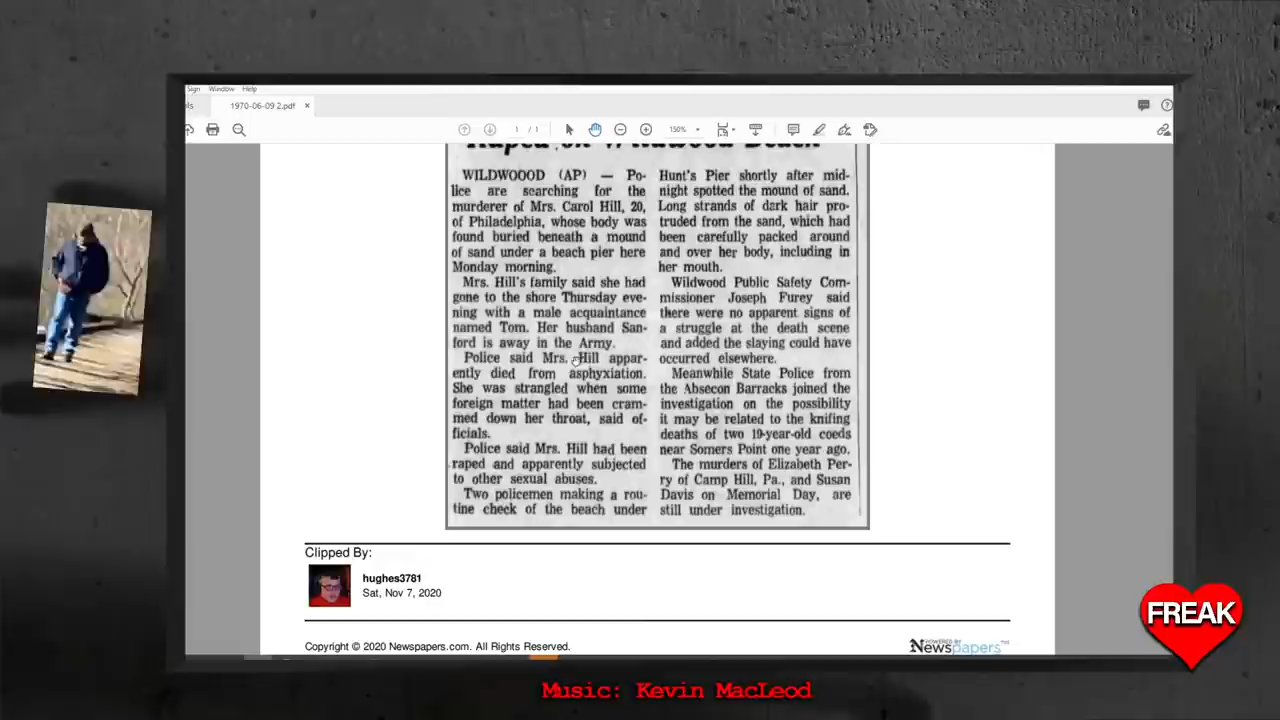 Sign Window Help
1970-06-09 2.pdf ×
1 / 1
150%
Raped on Wildwood Beach
WILDWOOOD (AP) — Po-
lice are searching for the
murderer of Mrs. Carol Hill, 20,
of Philadelphia, whose body was
found buried beneath a mound
of sand under a beach pier here
Monday morning.
Mrs. Hill's family said she had
gone to the shore Thursday eve-
ning with a male acquaintance
named Tom. Her husband San-
ford is away in the Army.
Police said Mrs. Hill appar-
ently died from asphyxiation.
She was strangled when some
foreign matter had been cram-
med down her throat, said of-
ficials.
Police said Mrs. Hill had been
raped and apparently subjected
to other sexual abuses.
Two policemen making a rou-
tine check of the beach under
Hunt's Pier shortly after mid-
night spotted the mound of sand.
Long strands of dark hair pro-
truded from the sand, which had
been carefully packed around
and over her body, including in
her mouth.
Wildwood Public Safety Com-
missioner Joseph Furey said
there were no apparent signs of
a struggle at the death scene
and added the slaying could have
occurred elsewhere.
Meanwhile State Police from
the Absecon Barracks joined the
investigation on the possibility
it may be related to the knifing
deaths of two 19-year-old coeds
near Somers Point one year ago.
The murders of Elizabeth Per-
ry of Camp Hill, Pa., and Susan
Davis on Memorial Day, are
still under investigation.
Clipped By:
hughes3781
Sat, Nov 7, 2020
Copyright © 2020 Newspapers.com. All Rights Reserved.
POWERED BY
Newspapers™
FREAK
Music: Kevin MacLeod